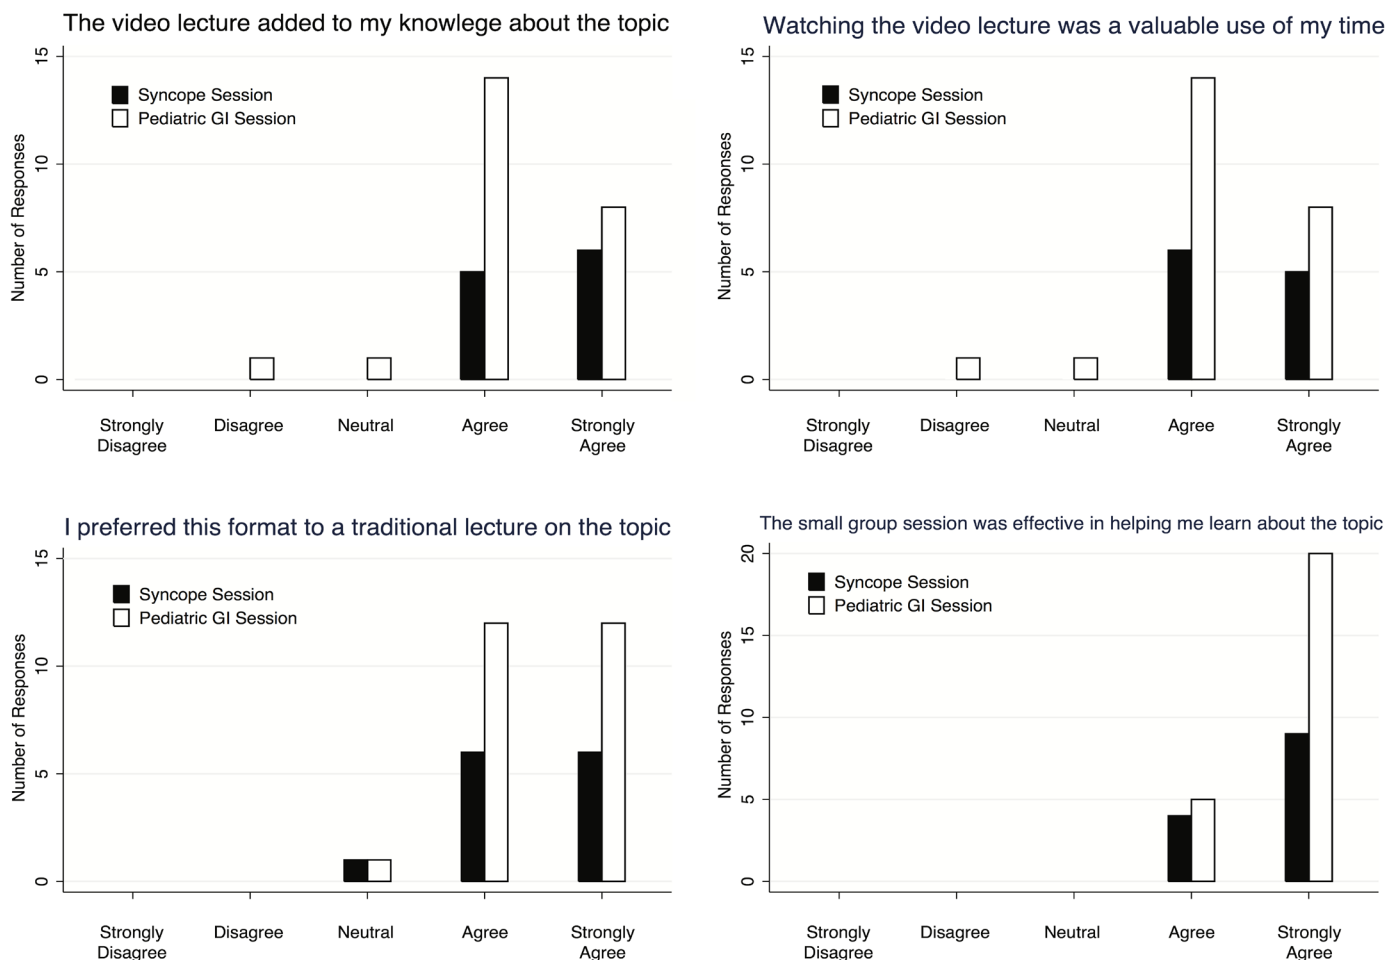 The video lecture added to my knowlege about the topic
15
10
5
0
Number of Responses
Syncope Session
Pediatric GI Session
Strongly Disagree
Disagree
Neutral
Agree
Strongly Agree
Watching the video lecture was a valuable use of my time
15
10
5
0
Number of Responses
Syncope Session
Pediatric GI Session
Strongly Disagree
Disagree
Neutral
Agree
Strongly Agree
I preferred this format to a traditional lecture on the topic
15
10
5
0
Number of Responses
Syncope Session
Pediatric GI Session
Strongly Disagree
Disagree
Neutral
Agree
Strongly Agree
The small group session was effective in helping me learn about the topic
20
15
10
5
0
Number of Responses
Syncope Session
Pediatric GI Session
Strongly Disagree
Disagree
Neutral
Agree
Strongly Agree